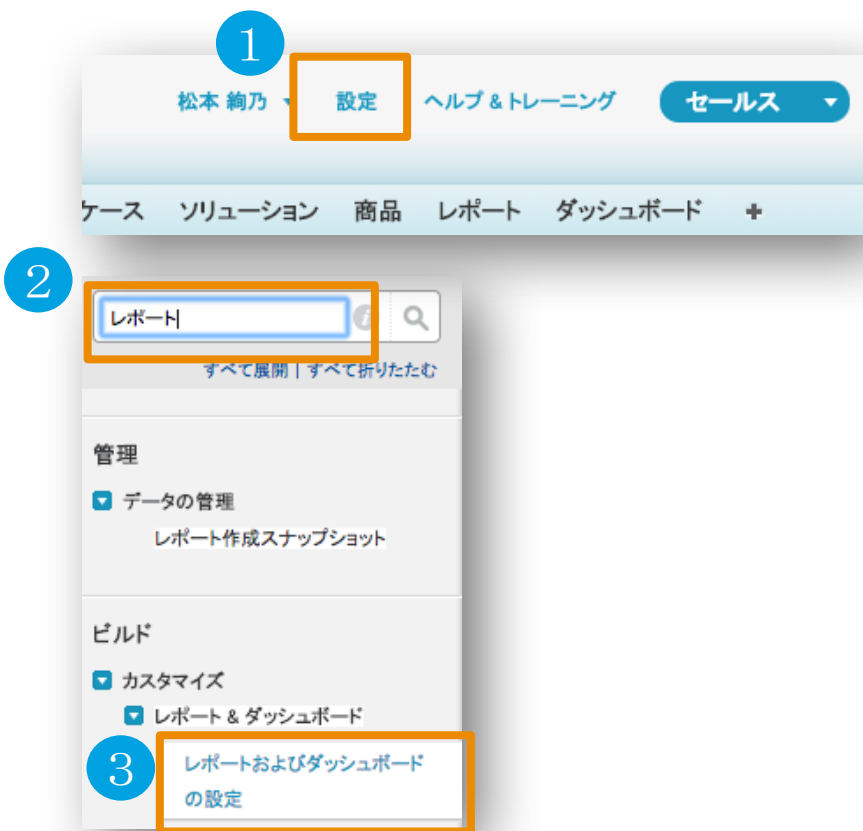 1
松本 絢乃 設定 ヘルプ & トレーニング セールス
ケース ソリューション 商品 レポート ダッシュボード +
2
レポート
すべて展開 | すべて折りたたむ
管理
データの管理
レポート作成スナップショット
ビルド
カスタマイズ
レポート & ダッシュボード
3
レポートおよびダッシュボード
の設定